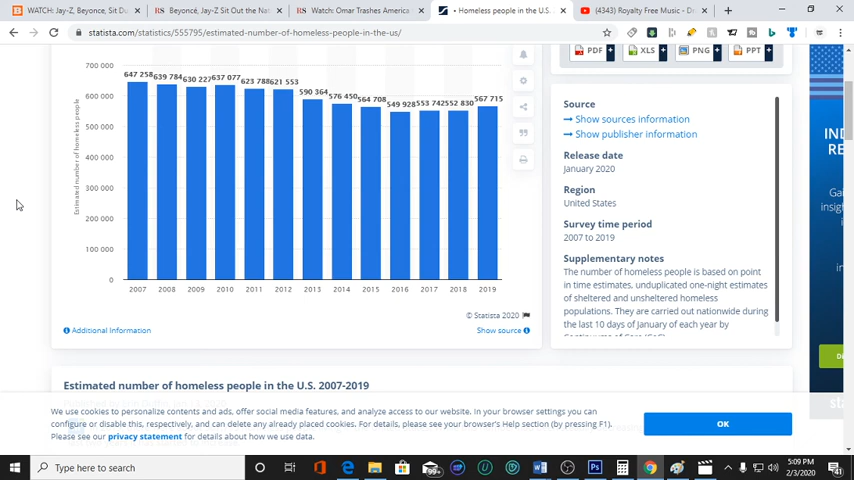 WATCH: Jay-Z, Beyonce, Sit Du
Beyoncé, Jay-Z Sit Out the Nat
Watch: Omar Trashes America
• Homeless people in the U.S.
(4343) Royalty Free Music -
statista.com/statistics/555795/estimated-number-of-homeless-people-in-the-us/
PDF +
XLS +
PNG +
PPT +
700 000
600 000
500 000
400 000
300 000
200 000
100 000
0
Estimated number of homeless people
647 258
639 784
630 227
637 077
623 788
621 553
590 364
576 450
564 708
549 928
553 742
552 830
567 715
2007 2008 2009 2010 2011 2012 2013 2014 2015 2016 2017 2018 2019
© Statista 2020
Additional Information
Show source
Source
Show sources information
Show publisher information
Release date
January 2020
Region
United States
Survey time period
2007 to 2019
Supplementary notes
The number of homeless people is based on point
in time estimates, unduplicated one-night estimates
of sheltered and unsheltered homeless
populations. They are carried out nationwide during
the last 10 days of January of each year by
Estimated number of homeless people in the U.S. 2007-2019
We use cookies to personalize contents and ads, offer social media features, and analyze access to our website. In your browser settings you can
configure or disable this, respectively, and can delete any already placed cookies. For details, please see your browser's Help section (by pressing F1).
Please see our privacy statement for details about how we use data.
OK
Type here to search
99+
5:09 PM
2/3/2020
41